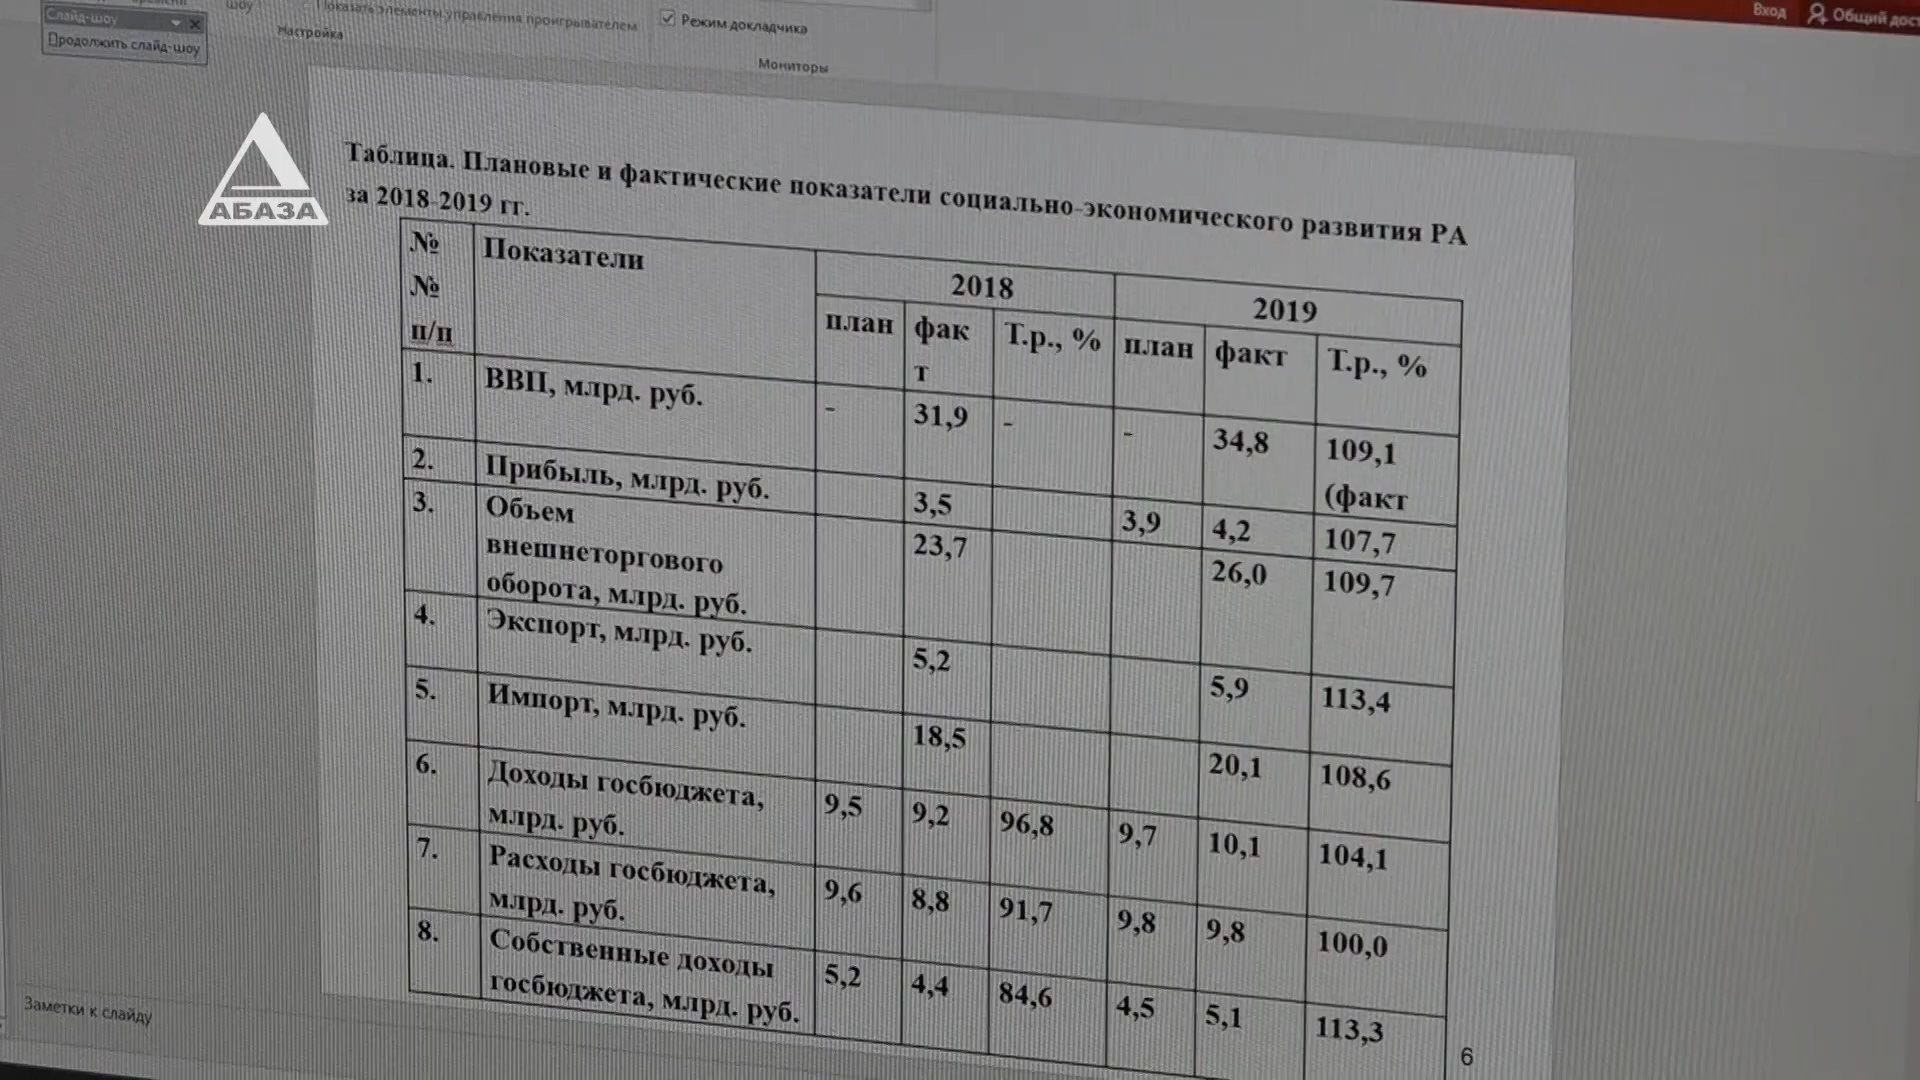 Слайд-шоу
Продолжить слайд-шоу
шоу
Показать элементы управления проигрывателем
Настройка
Режим докладчика
Мониторы
Вход
Общий дост
АБАЗА
Таблица. Плановые и фактические показатели социально-экономического развития РА
за 2018-2019 гг.
№ Показатели 2018 2019
№
п/п план фак Т.р., % план факт Т.р., %
т
1. ВВП, млрд. руб. - 31,9 - - 34,8 109,1
(факт
2. Прибыль, млрд. руб. 3,5 3,9 4,2 107,7
3. Объем 23,7 26,0 109,7
внешнеторгового
оборота, млрд. руб.
4. Экспорт, млрд. руб. 5,2 5,9 113,4
5. Импорт, млрд. руб. 18,5 20,1 108,6
6. Доходы госбюджета, 9,5 9,2 96,8 9,7 10,1 104,1
млрд. руб.
7. Расходы госбюджета, 9,6 8,8 91,7 9,8 9,8 100,0
млрд. руб.
8. Собственные доходы 5,2 4,4 84,6 4,5 5,1 113,3
госбюджета, млрд. руб.
6
Заметки к слайду